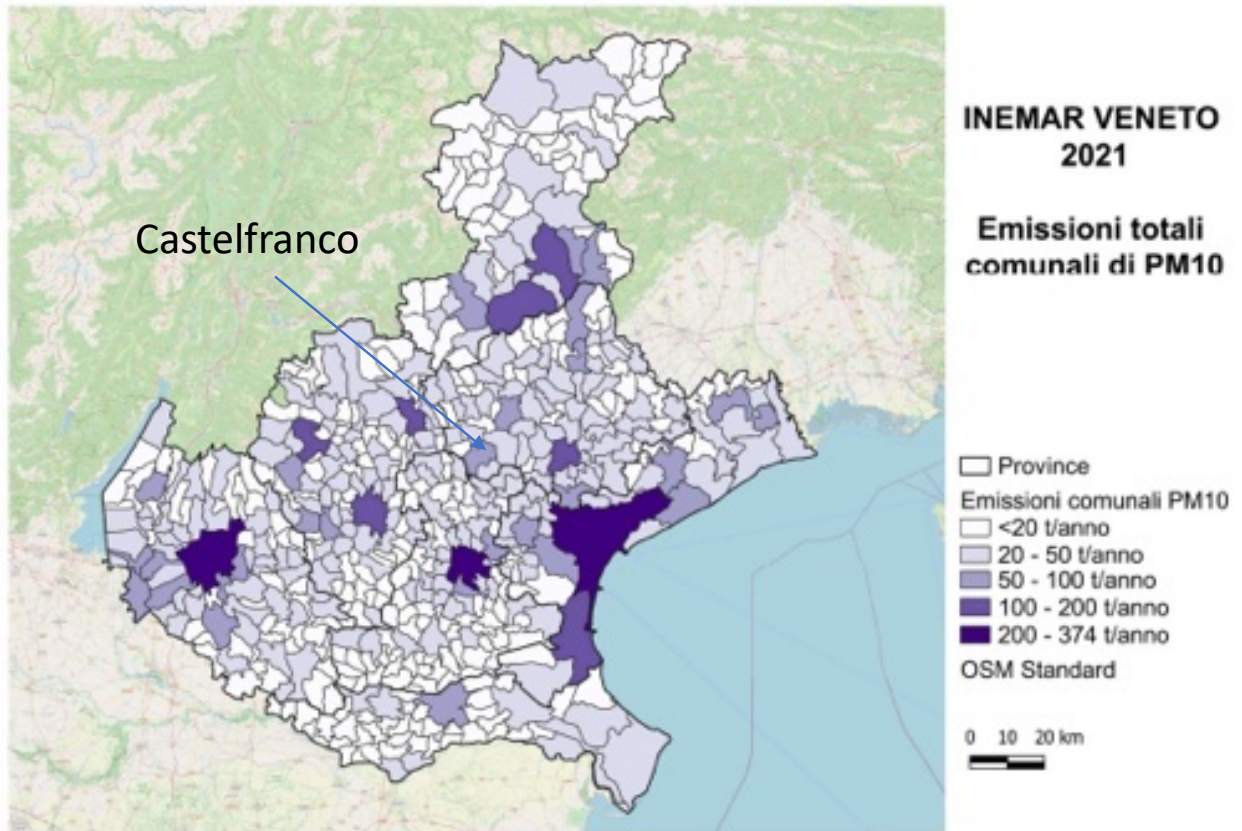 Castelfranco
INEMAR VENETO
2021
Emissioni totali
comunali di PM10
Province
Emissioni comunali PM10
<20 t/anno
20 - 50 t/anno
50 - 100 t/anno
100 - 200 t/anno
200 - 374 t/anno
OSM Standard
0 10 20 km